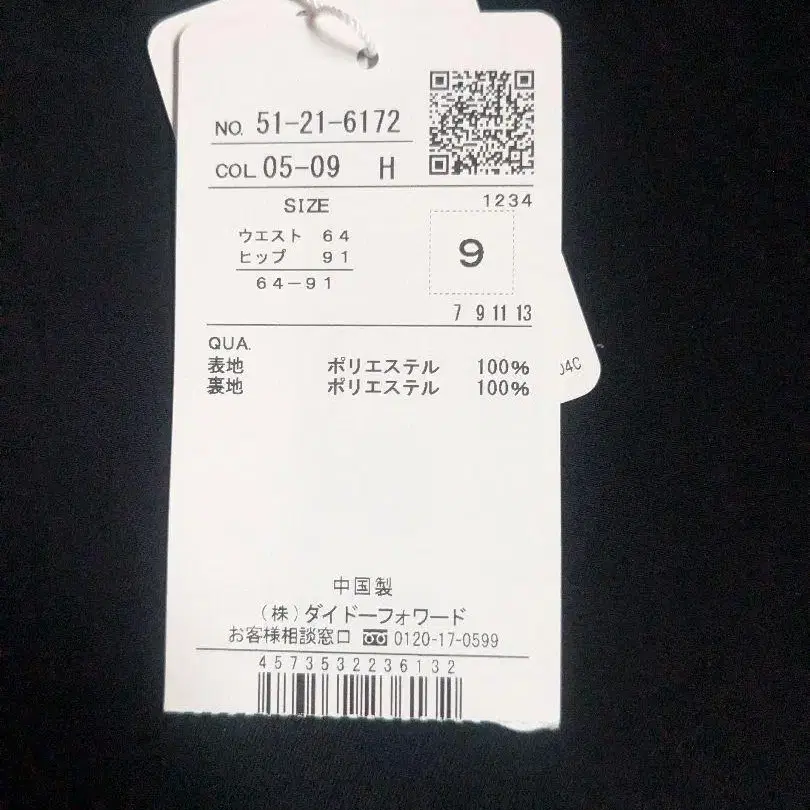 NO. 51-21-6172
COL 05-09 H
SIZE
1234
ウエスト 64
ヒップ 91
64-91
9
7 9 11 13
QUA.
表地 ポリエステル 100%
裏地 ポリエステル 100%
J4C
中国製
(株)ダイドーフォワード
お客様相談窓口 0120-17-0599
4573532236132